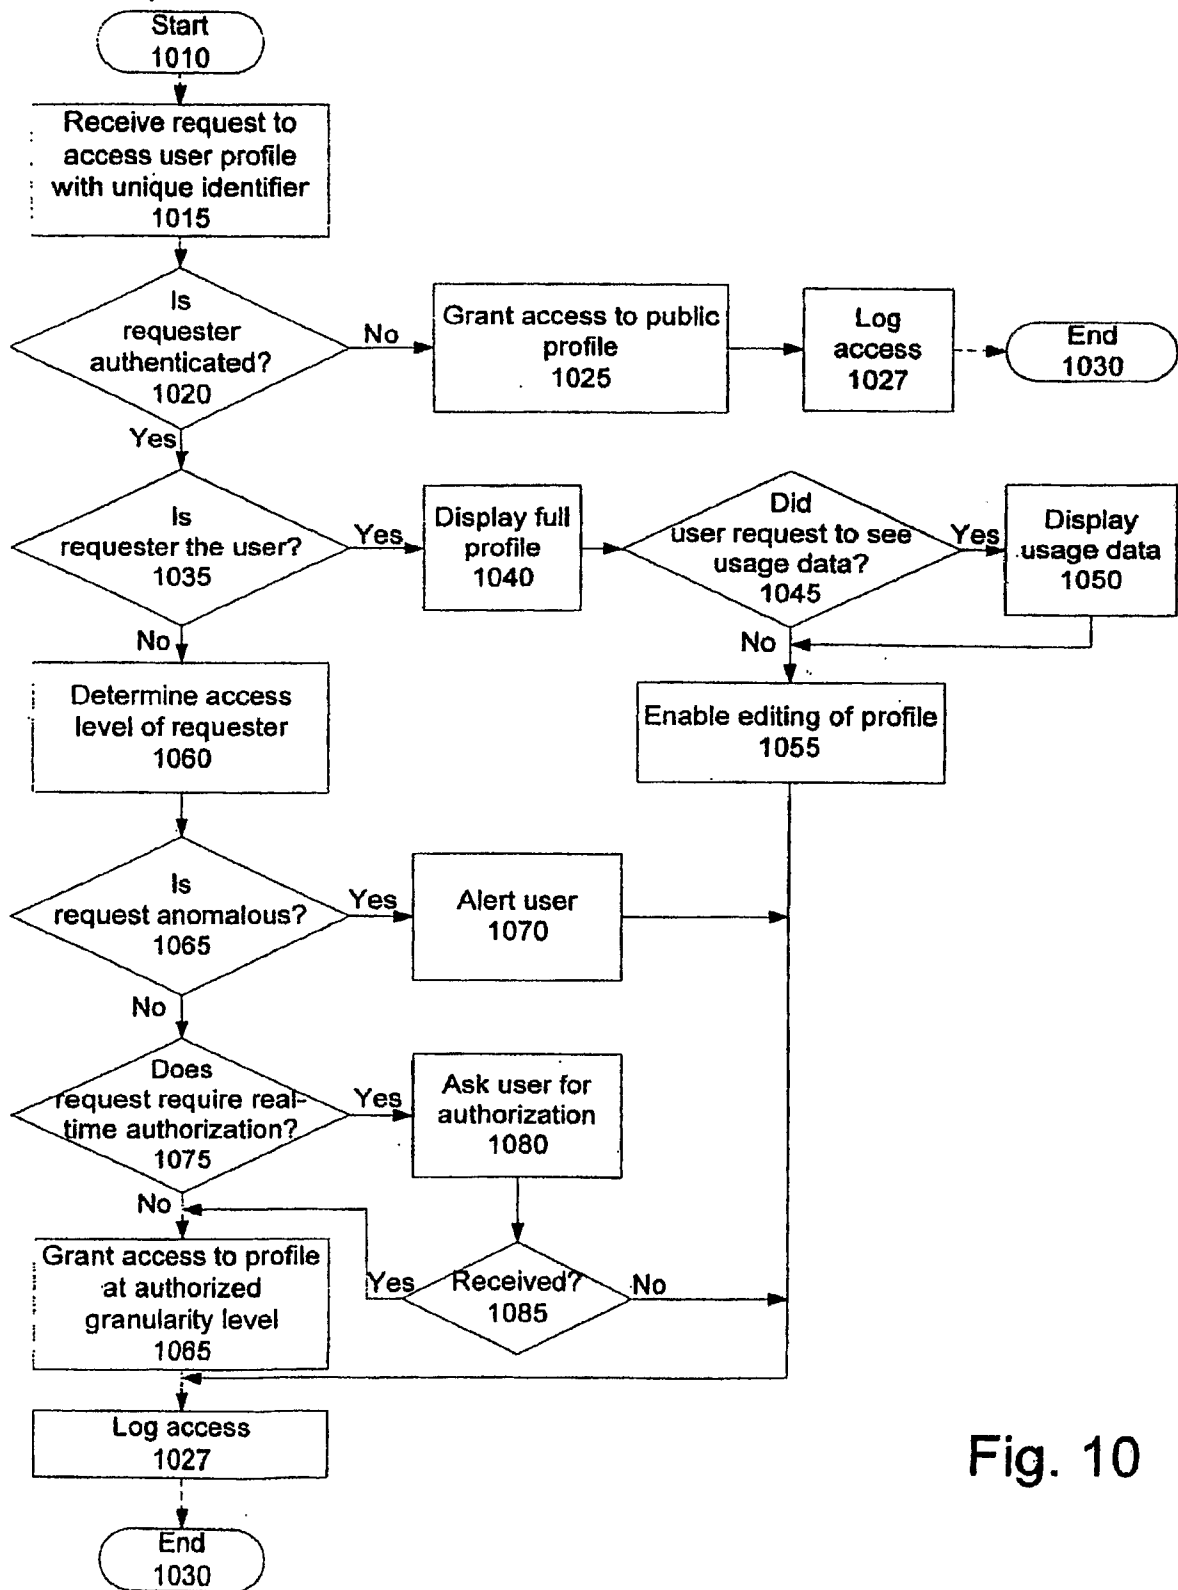 Start
1010
Receive request to
access user profile
with unique identifier
1015
Is
requester
authenticated?
1020
No
Grant access to public
profile
1025
Log
access
1027
End
1030
Yes
Is
requester the user?
1035
Yes
Display full
profile
1040
Did
user request to see
usage data?
1045
Yes
Display
usage data
1050
No
No
Determine access
level of requester
1060
Enable editing of profile
1055
Is
request anomalous?
1065
Yes
Alert user
1070
No
Does
request require real-
time authorization?
1075
Yes
Ask user for
authorization
1080
No
Grant access to profile
at authorized
granularity level
1065
Yes
Received?
1085
No
Log access
1027
End
1030
Fig. 10